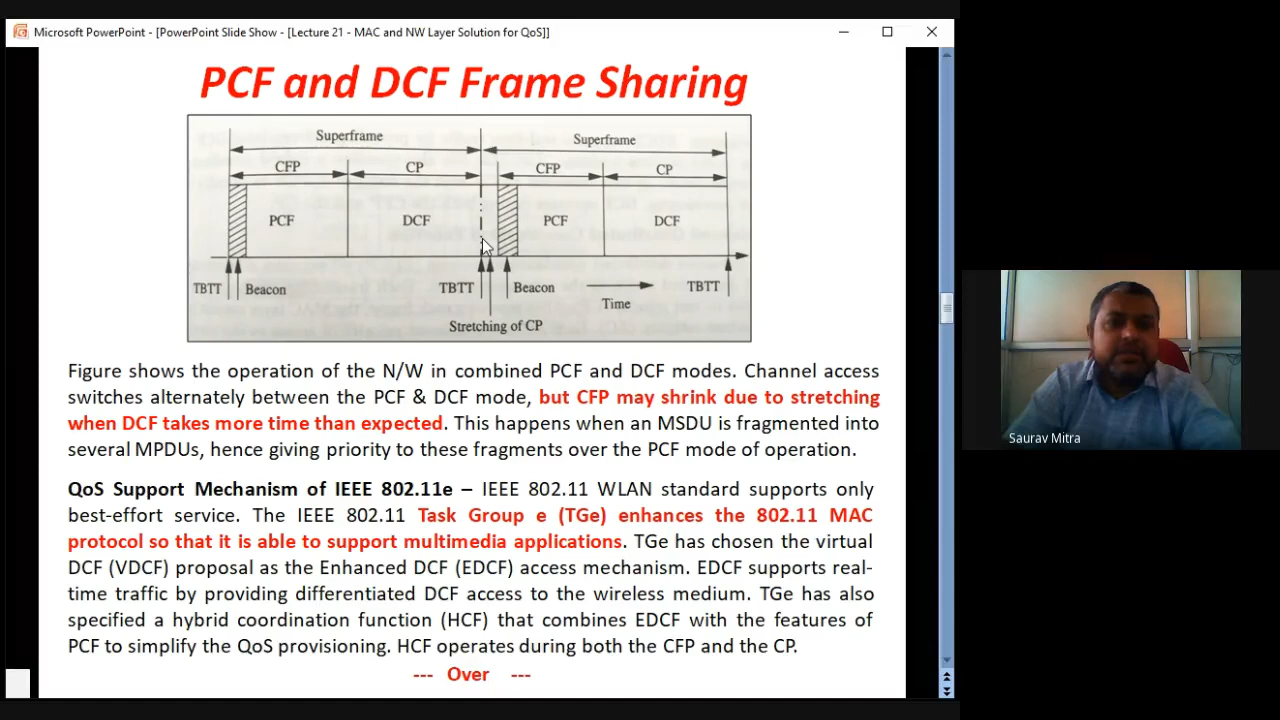 Microsoft PowerPoint - [PowerPoint Slide Show - [Lecture 21 - MAC and NW Layer Solution for QoS]]
PCF and DCF Frame Sharing
Superframe Superframe
CFP CP CFP CP
PCF DCF PCF DCF
TBTT Beacon TBTT Beacon Time TBTT
Stretching of CP
Figure shows the operation of the N/W in combined PCF and DCF modes. Channel access
switches alternately between the PCF & DCF mode, but CFP may shrink due to stretching
when DCF takes more time than expected. This happens when an MSDU is fragmented into
several MPDUs, hence giving priority to these fragments over the PCF mode of operation.
QoS Support Mechanism of IEEE 802.11e – IEEE 802.11 WLAN standard supports only
best-effort service. The IEEE 802.11 Task Group e (TGe) enhances the 802.11 MAC
protocol so that it is able to support multimedia applications. TGe has chosen the virtual
DCF (VDCF) proposal as the Enhanced DCF (EDCF) access mechanism. EDCF supports real-
time traffic by providing differentiated DCF access to the wireless medium. TGe has also
specified a hybrid coordination function (HCF) that combines EDCF with the features of
PCF to simplify the QoS provisioning. HCF operates during both the CFP and the CP.
--- Over ---
Saurav Mitra